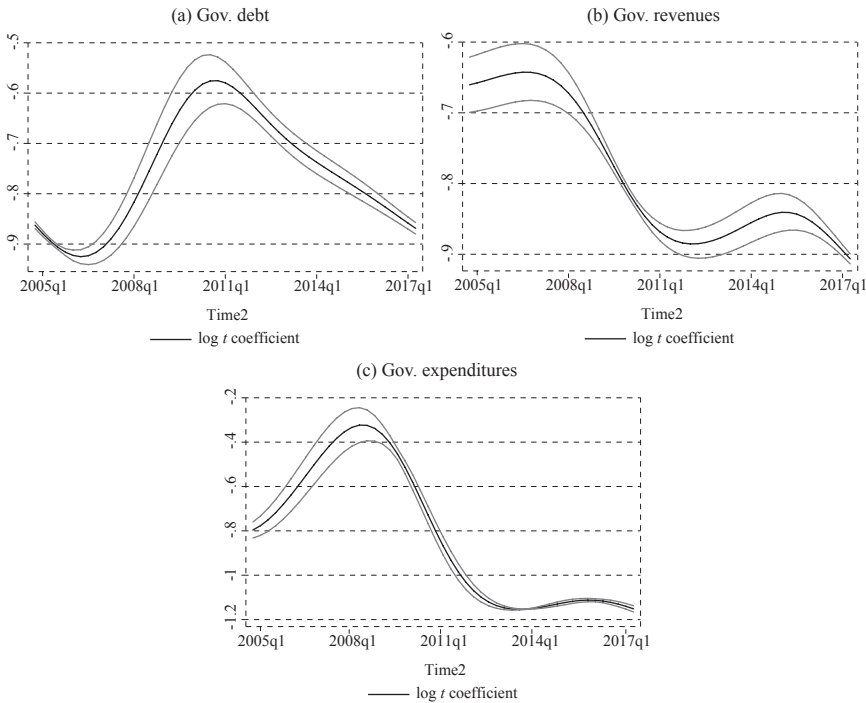 (a) Gov. debt
-.5
-.6
-.7
-.8
-.9
2005q1 2008q1 2011q1 2014q1 2017q1
Time2
log t coefficient
(b) Gov. revenues
-.6
-.7
-.8
-.9
2005q1 2008q1 2011q1 2014q1 2017q1
Time2
log t coefficient
(c) Gov. expenditures
-.2
-.4
-.6
-.8
-1
-1.2
2005q1 2008q1 2011q1 2014q1 2017q1
Time2
log t coefficient